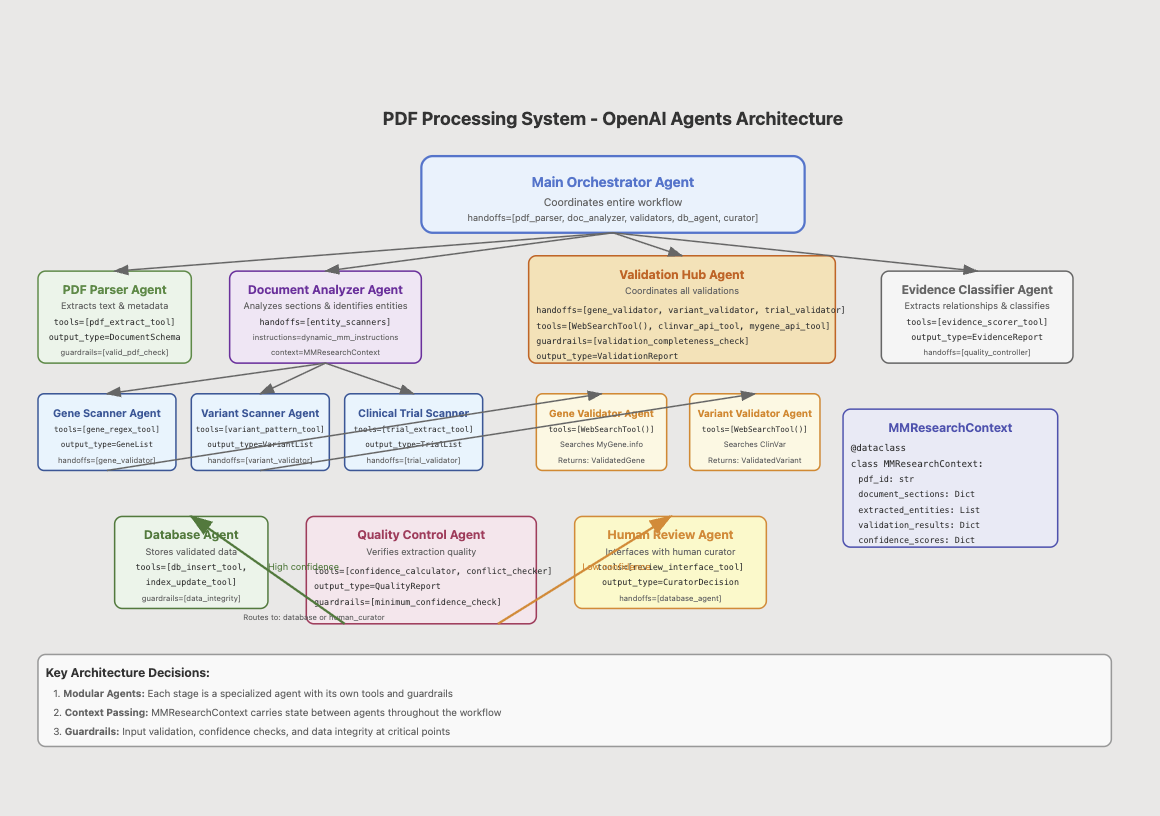 PDF Processing System - OpenAI Agents Architecture
Main Orchestrator Agent
Coordinates entire workflow
handoffs=[pdf_parser, doc_analyzer, validators, db_agent, curator]
PDF Parser Agent
Extracts text & metadata
tools=[pdf_extract_tool]
output_type=DocumentSchema
guardrails=[valid_pdf_check]
Document Analyzer Agent
Analyzes sections & identifies entities
handoffs=[entity_scanners]
instructions=dynamic_mm_instructions
context=MMResearchContext
Validation Hub Agent
Coordinates all validations
handoffs=[gene_validator, variant_validator, trial_validator]
tools=[WebSearchTool(), clinvar_api_tool, mygene_api_tool]
guardrails=[validation_completeness_check]
output_type=ValidationReport
Evidence Classifier Agent
Extracts relationships & classifies
tools=[evidence_scorer_tool]
output_type=EvidenceReport
handoffs=[quality_controller]
Gene Scanner Agent
tools=[gene_regex_tool]
output_type=GeneList
handoffs=[gene_validator]
Variant Scanner Agent
tools=[variant_pattern_tool]
output_type=VariantList
handoffs=[variant_validator]
Clinical Trial Scanner
tools=[trial_extract_tool]
output_type=TrialList
handoffs=[trial_validator]
Gene Validator Agent
tools=[WebSearchTool()]
Searches MyGene.info
Returns: ValidatedGene
Variant Validator Agent
tools=[WebSearchTool()]
Searches ClinVar
Returns: ValidatedVariant
MMResearchContext
@dataclass
class MMResearchContext:
pdf_id: str
document_sections: Dict
extracted_entities: List
validation_results: Dict
confidence_scores: Dict
Database Agent
Stores validated data
tools=[db_insert_tool,
index_update_tool]
guardrails=[data_integrity]
High confidence
Quality Control Agent
Verifies extraction quality
tools=[confidence_calculator, conflict_checker]
output_type=QualityReport
guardrails=[minimum_confidence_check]
Routes to: database or human_curator
Human Review Agent
Interfaces with human curator
Low confidence
tools=[review_interface_tool]
output_type=CuratorDecision
handoffs=[database_agent]
Key Architecture Decisions:
1. Modular Agents: Each stage is a specialized agent with its own tools and guardrails
2. Context Passing: MMResearchContext carries state between agents throughout the workflow
3. Guardrails: Input validation, confidence checks, and data integrity at critical points